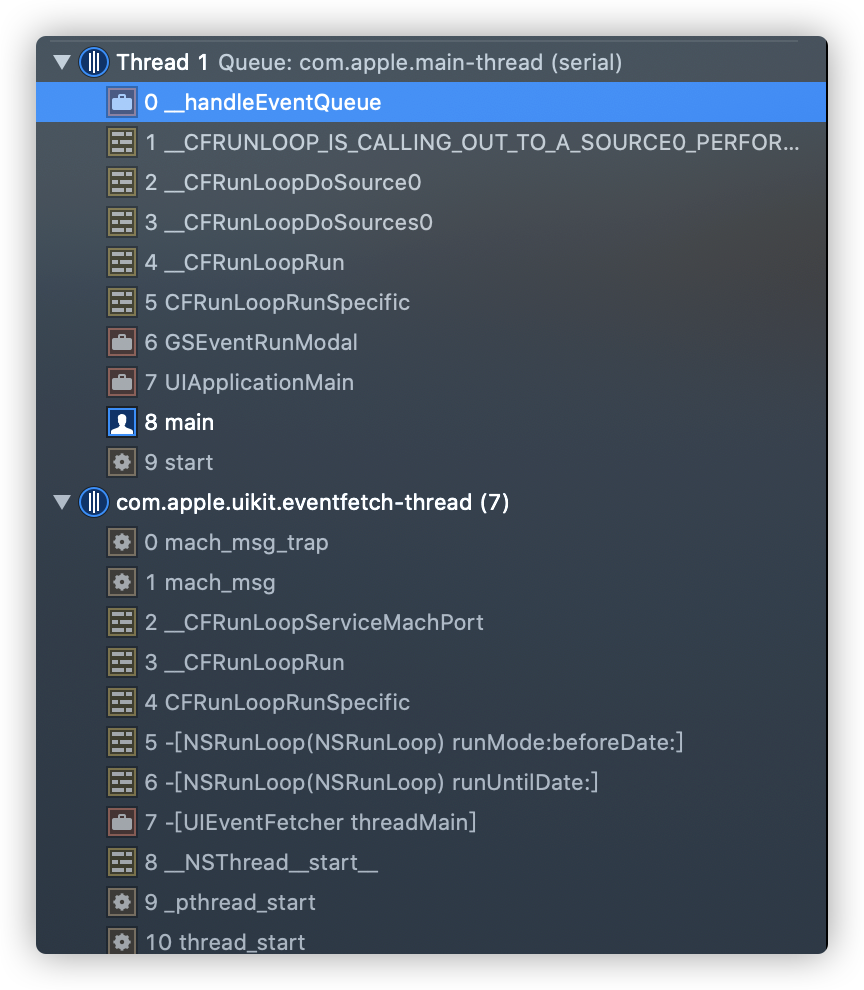 Thread 1 Queue: com.apple.main-thread (serial)
0 __handleEventQueue
1 __CFRUNLOOP_IS_CALLING_OUT_TO_A_SOURCE0_PERFOR...
2 __CFRunLoopDoSource0
3 __CFRunLoopDoSources0
4 __CFRunLoopRun
5 CFRunLoopRunSpecific
6 GSEventRunModal
7 UIApplicationMain
8 main
9 start
com.apple.uikit.eventfetch-thread (7)
0 mach_msg_trap
1 mach_msg
2 __CFRunLoopServiceMachPort
3 __CFRunLoopRun
4 CFRunLoopRunSpecific
5 -[NSRunLoop(NSRunLoop) runMode:beforeDate:]
6 -[NSRunLoop(NSRunLoop) runUntilDate:]
7 -[UIEventFetcher threadMain]
8 __NSThread__start__
9 _pthread_start
10 thread_start